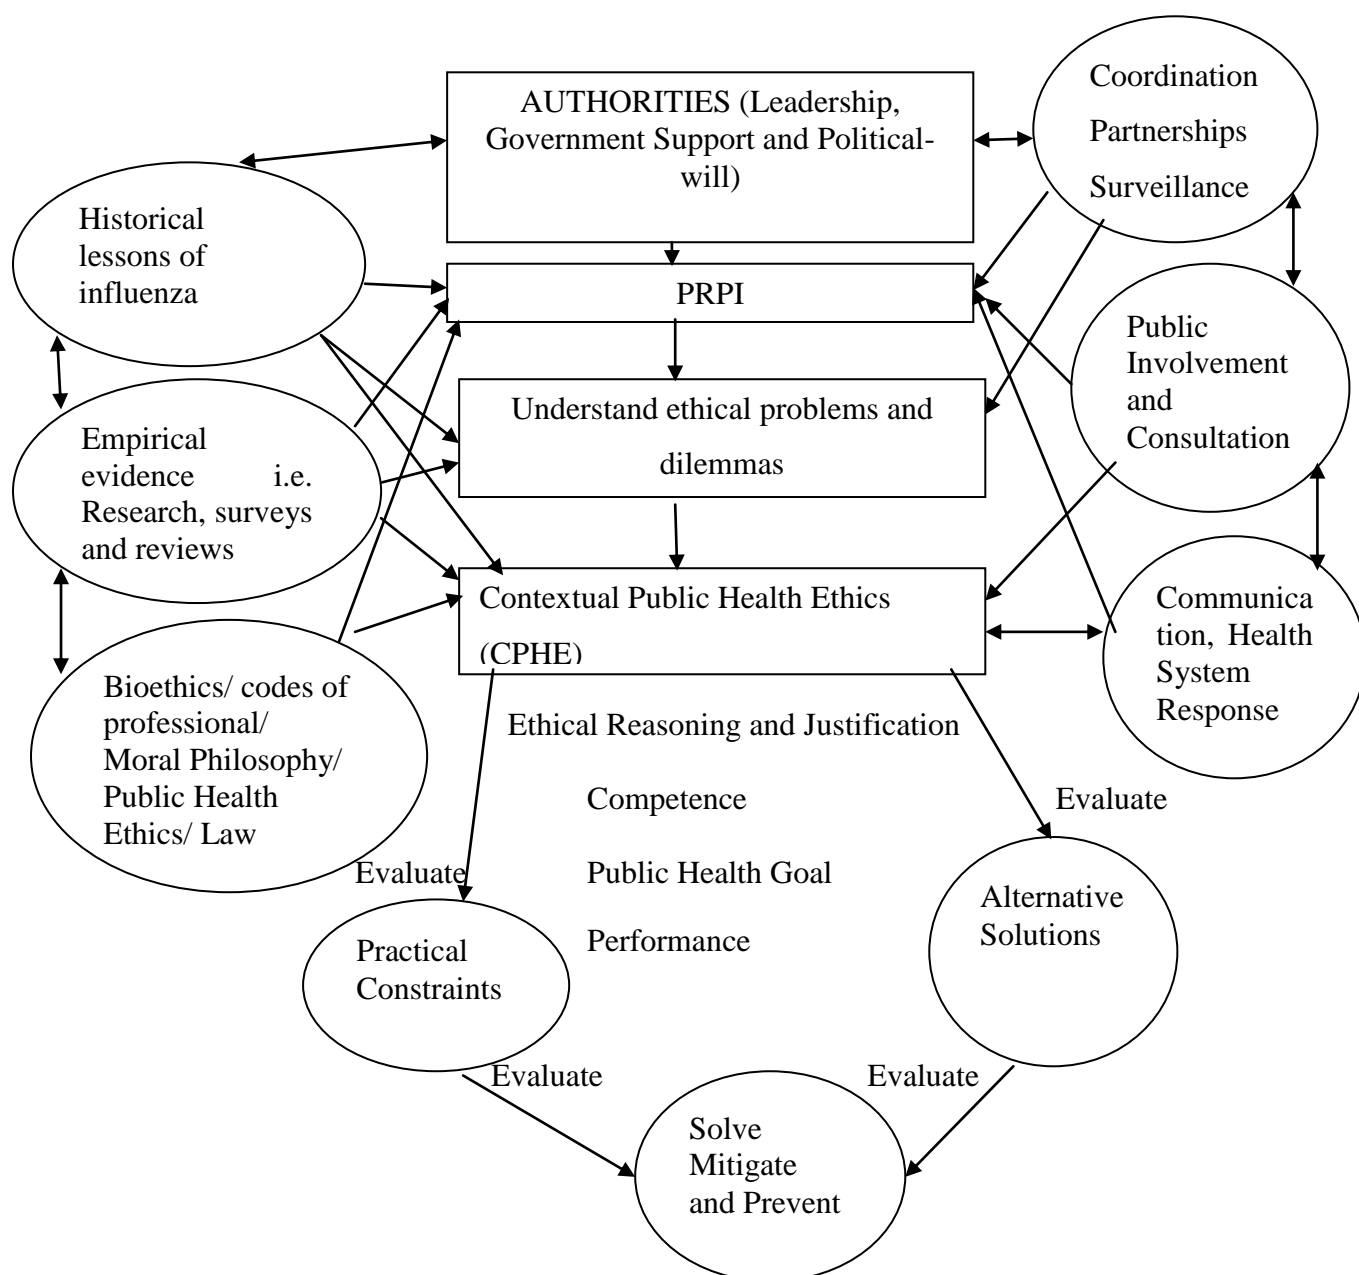 AUTHORITIES (Leadership,
Government Support and Political-
will)
Coordination
Partnerships
Surveillance
Historical
lessons of
influenza
PRPI
Public
Involvement
and
Consultation
Understand ethical problems and
dilemmas
Empirical
evidence i.e.
Research, surveys
and reviews
Contextual Public Health Ethics
(CPHE)
Communica
tion, Health
System
Response
Bioethics/ codes of
professional/
Moral Philosophy/
Public Health
Ethics/ Law
Ethical Reasoning and Justification
Competence
Evaluate
Evaluate
Public Health Goal
Performance
Practical
Constraints
Alternative
Solutions
Evaluate
Evaluate
Solve
Mitigate
and Prevent